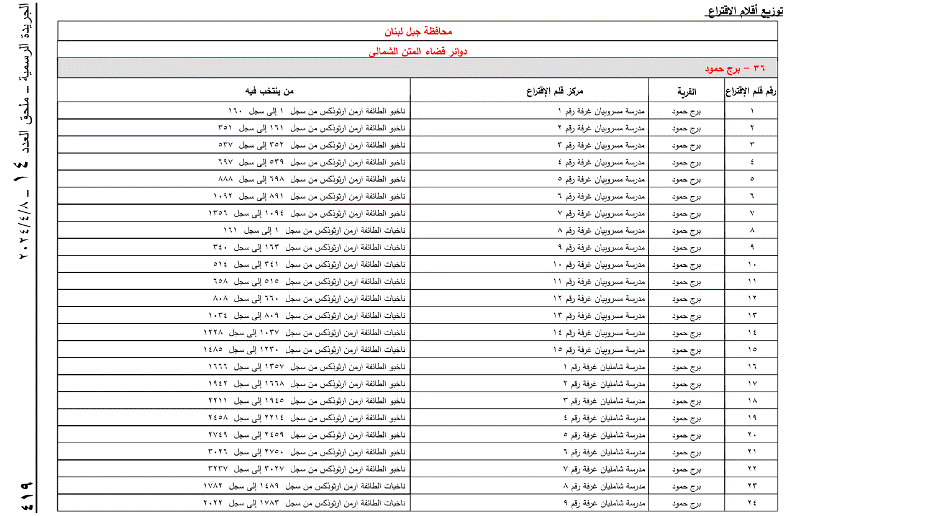 توزيع أقلام الإقتراع
محافظة جبل لبنان
دوائر قضاء المتن الشمالي
٣٦ - برج حمود
رقم قلم الإقتراع القرية مركز قلم الإقتراع من ينتخب فيه
١ برج حمود مدرسة مسروبيان غرفة رقم ١ ناخبو الطائفة ارمن ارثوذكس من سجل ١ إلى سجل ١٦٠
٢ برج حمود مدرسة مسروبيان غرفة رقم ٢ ناخبو الطائفة ارمن ارثوذكس من سجل ١٦١ إلى سجل ٣٥١
٣ برج حمود مدرسة مسروبيان غرفة رقم ٣ ناخبو الطائفة ارمن ارثوذكس من سجل ٣٥٢ إلى سجل ٥٣٧
٤ برج حمود مدرسة مسروبيان غرفة رقم ٤ ناخبو الطائفة ارمن ارثوذكس من سجل ٥٣٩ إلى سجل ٦٩٧
٥ برج حمود مدرسة مسروبيان غرفة رقم ٥ ناخبو الطائفة ارمن ارثوذكس من سجل ٦٩٨ إلى سجل ٨٨٨
٦ برج حمود مدرسة مسروبيان غرفة رقم ٦ ناخبو الطائفة ارمن ارثوذكس من سجل ٨٩١ إلى سجل ١٠٩٢
٧ برج حمود مدرسة مسروبيان غرفة رقم ٧ ناخبو الطائفة ارمن ارثوذكس من سجل ١٠٩٤ إلى سجل ١٣٥٦
٨ برج حمود مدرسة مسروبيان غرفة رقم ٨ ناخبات الطائفة ارمن ارثوذكس من سجل ١ إلى سجل ١٦١
٩ برج حمود مدرسة مسروبيان غرفة رقم ٩ ناخبات الطائفة ارمن ارثوذكس من سجل ١٦٣ إلى سجل ٣٤٠
١٠ برج حمود مدرسة مسروبيان غرفة رقم ١٠ ناخبات الطائفة ارمن ارثوذكس من سجل ٣٤١ إلى سجل ٥١٤
١١ برج حمود مدرسة مسروبيان غرفة رقم ١١ ناخبات الطائفة ارمن ارثوذكس من سجل ٥١٥ إلى سجل ٦٥٨
١٢ برج حمود مدرسة مسروبيان غرفة رقم ١٢ ناخبات الطائفة ارمن ارثوذكس من سجل ٦٦٠ إلى سجل ٨٠٨
١٣ برج حمود مدرسة مسروبيان غرفة رقم ١٣ ناخبات الطائفة ارمن ارثوذكس من سجل ٨٠٩ إلى سجل ١٠٣٤
١٤ برج حمود مدرسة مسروبيان غرفة رقم ١٤ ناخبات الطائفة ارمن ارثوذكس من سجل ١٠٣٧ إلى سجل ١٢٢٨
١٥ برج حمود مدرسة مسروبيان غرفة رقم ١٥ ناخبات الطائفة ارمن ارثوذكس من سجل ١٢٣٠ إلى سجل ١٤٨٥
١٦ برج حمود مدرسة شامليان غرفة رقم ١ ناخبو الطائفة ارمن ارثوذكس من سجل ١٣٥٧ إلى سجل ١٦٦٦
١٧ برج حمود مدرسة شامليان غرفة رقم ٢ ناخبو الطائفة ارمن ارثوذكس من سجل ١٦٦٨ إلى سجل ١٩٤٢
١٨ برج حمود مدرسة شامليان غرفة رقم ٣ ناخبو الطائفة ارمن ارثوذكس من سجل ١٩٤٥ إلى سجل ٢٢١١
١٩ برج حمود مدرسة شامليان غرفة رقم ٤ ناخبو الطائفة ارمن ارثوذكس من سجل ٢٢١٤ إلى سجل ٢٤٥٨
٢٠ برج حمود مدرسة شامليان غرفة رقم ٥ ناخبو الطائفة ارمن ارثوذكس من سجل ٢٤٥٩ إلى سجل ٢٧٤٩
٢١ برج حمود مدرسة شامليان غرفة رقم ٦ ناخبو الطائفة ارمن ارثوذكس من سجل ٢٧٥٠ إلى سجل ٣٠٢٦
٢٢ برج حمود مدرسة شامليان غرفة رقم ٧ ناخبو الطائفة ارمن ارثوذكس من سجل ٣٠٢٧ إلى سجل ٣٢٣٧
٢٣ برج حمود مدرسة شامليان غرفة رقم ٨ ناخبات الطائفة ارمن ارثوذكس من سجل ١٤٨٩ إلى سجل ١٧٨٢
٢٤ برج حمود مدرسة شامليان غرفة رقم ٩ ناخبات الطائفة ارمن ارثوذكس من سجل ١٧٨٣ إلى سجل ٢٠٢٢
الجريدة الرسمية – ملحق العدد ١٤ – ٢٠٢٤/٤/٨
٤١٩